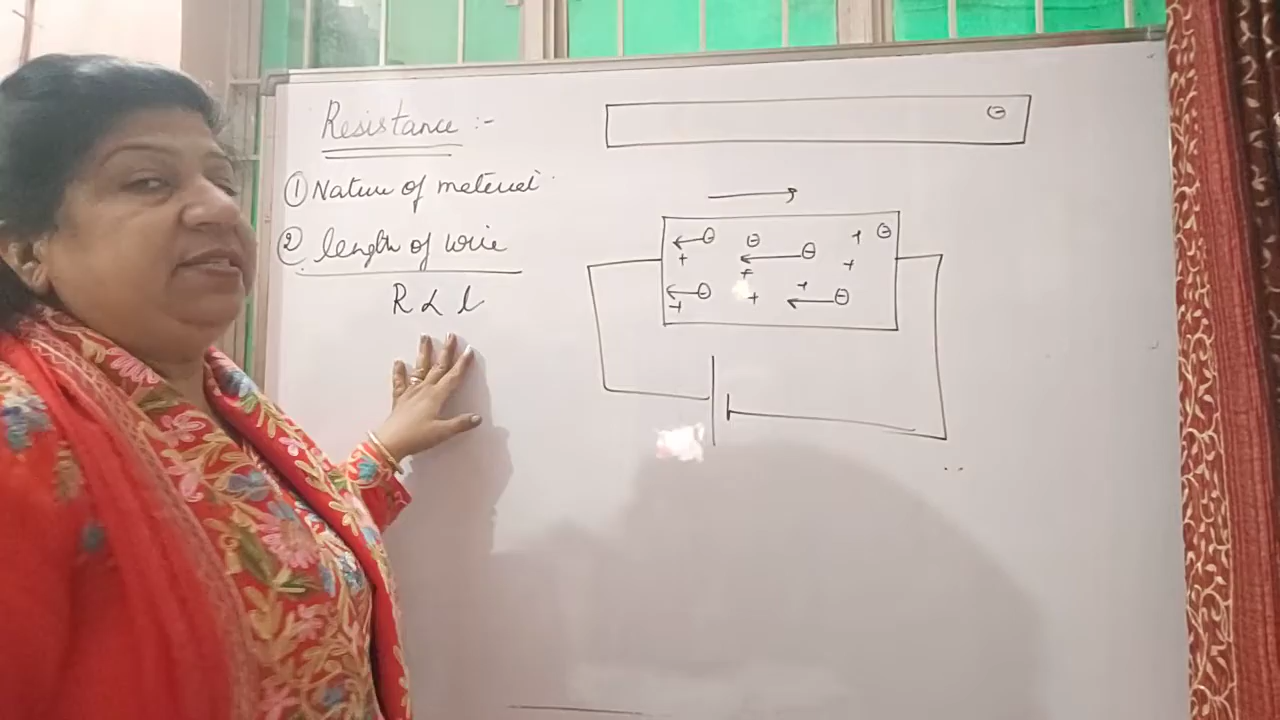 Resistance :-
① Nature of material
② length of wire
R ∝ l